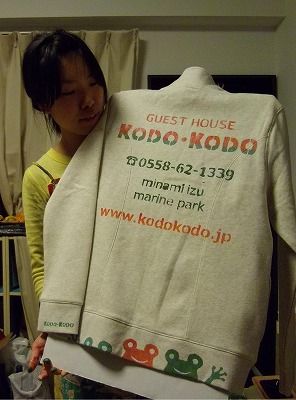 GUEST HOUSE
KODO•KODO
☎0558-62-1339
minami izu
marine park
www.kodokodo.jp
KODO•KODO